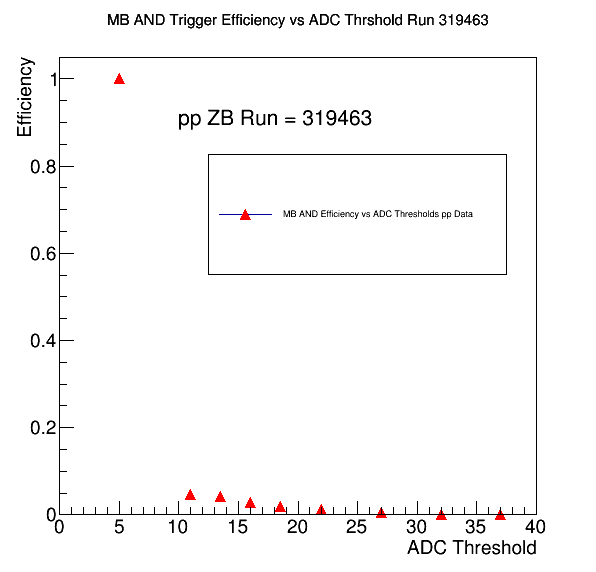 MB AND Trigger Efficiency vs ADC Thrshold Run 319463
Efficiency
1
0.8
0.6
0.4
0.2
0
pp ZB Run = 319463
MB AND Efficiency vs ADC Thresholds pp Data
0 5 10 15 20 25 30 35 40
ADC Threshold